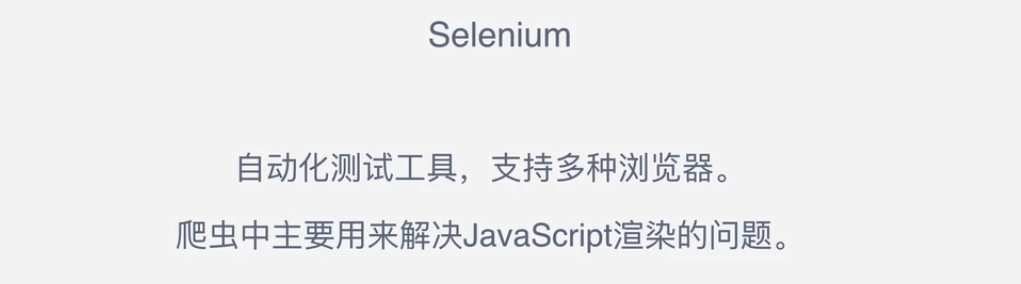 Selenium
自动化测试工具，支持多种浏览器。
爬虫中主要用来解决JavaScript渲染的问题。